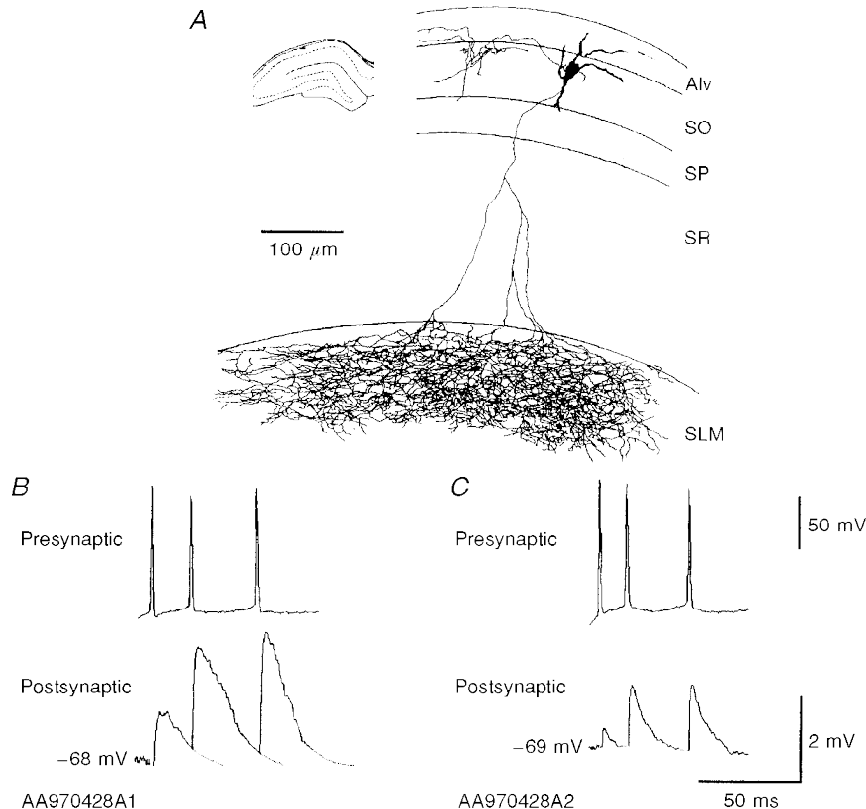 A
Alv
SO
SP
SR
100 μm
SLM
B
Presynaptic
Postsynaptic
−68 mV
AA970428A1
C
Presynaptic
50 mV
Postsynaptic
−69 mV
2 mV
50 ms
AA970428A2